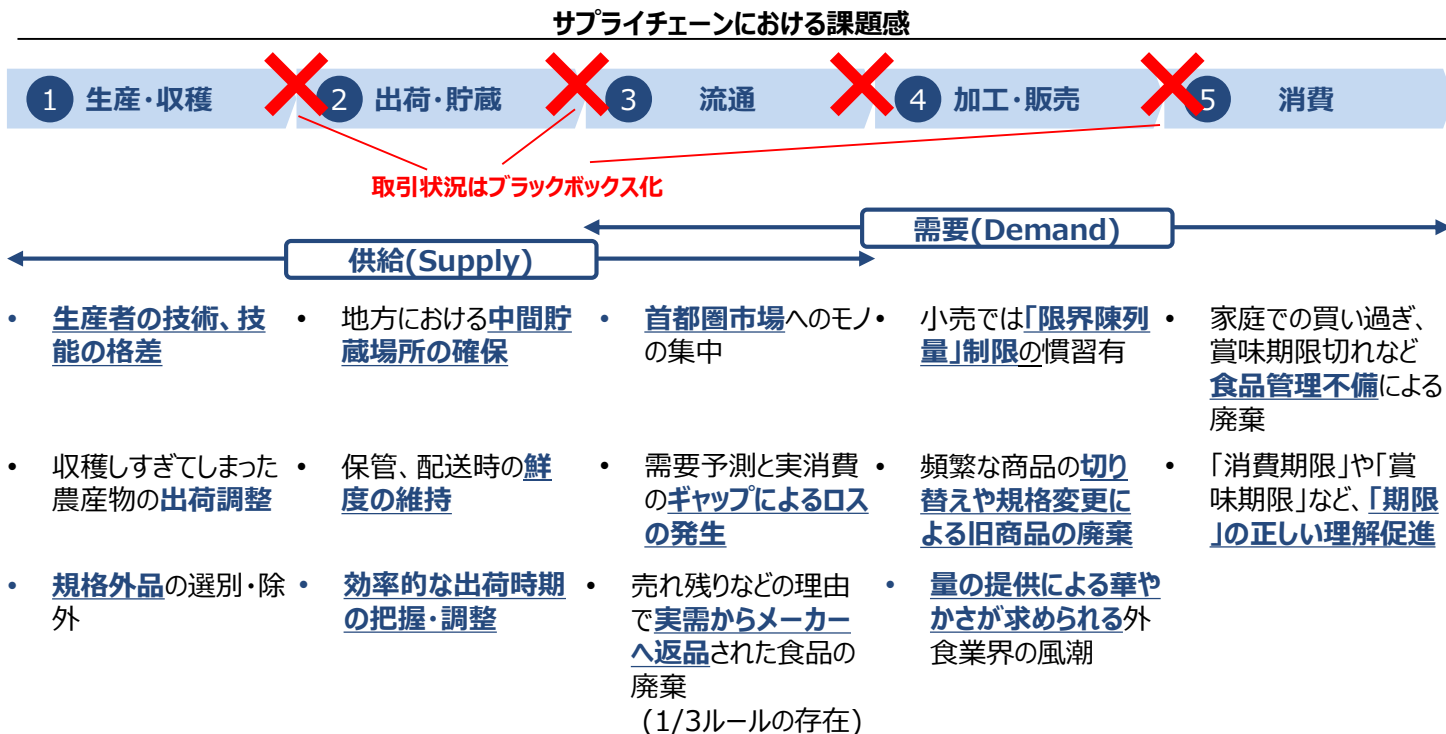 サプライチェーンにおける課題感
1 生産・収穫
2 出荷・貯蔵
3 流通
4 加工・販売
5 消費
取引状況はブラックボックス化
需要(Demand)
供給(Supply)
• 生産者の技術、技
能の格差
• 収穫しすぎてしまった
農産物の出荷調整
• 規格外品の選別・除
外
• 地方における中間貯
蔵場所の確保
• 保管、配送時の鮮
度の維持
• 効率的な出荷時期
の把握・調整
• 首都圏市場へのモノ
の集中
• 需要予測と実消費
のギャップによるロス
の発生
• 売れ残りなどの理由
で実需からメーカー
へ返品された食品の
廃棄
(1/3ルールの存在)
• 小売では「限界陳列
量」制限の慣習有
• 頻繁な商品の切り
替えや規格変更に
よる旧商品の廃棄
• 量の提供による華や
かさが求められる外
食業界の風潮
• 家庭での買い過ぎ、
賞味期限切れなど
食品管理不備による
廃棄
• 「消費期限」や「賞
味期限」など、「期限
」の正しい理解促進